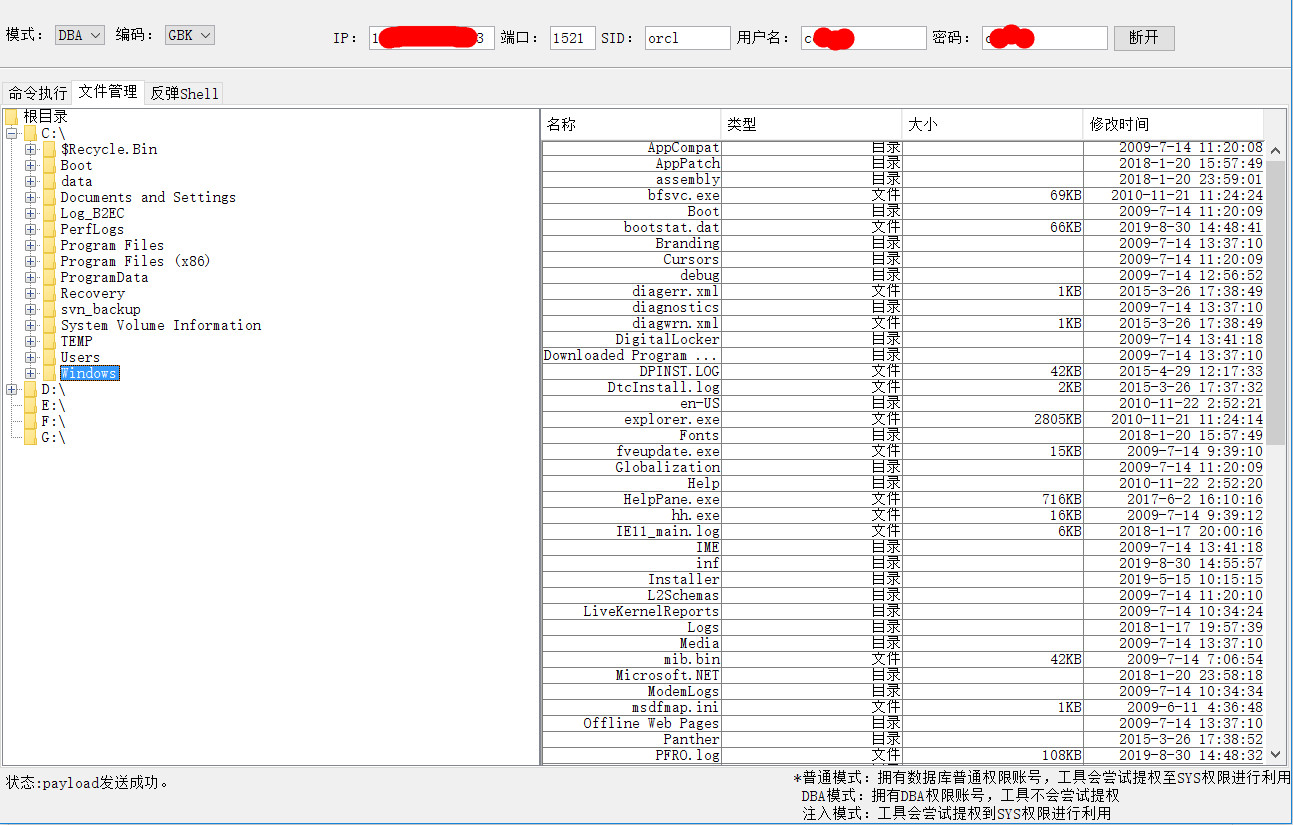 模式： DBA 编码： GBK IP： 1 3 端口： 1521 SID： orcl 用户名： c 密码： c 断开
命令执行 文件管理 反弹Shell
根目录
C:\
$Recycle.Bin
Boot
data
Documents and Settings
Log_B2EC
PerfLogs
Program Files
Program Files (x86)
ProgramData
Recovery
svn_backup
System Volume Information
TEMP
Users
Windows
D:\
E:\
F:\
G:\
名称 类型 大小 修改时间
AppCompat 目录 2009-7-14 11:20:08
AppPatch 目录 2018-1-20 15:57:49
assembly 目录 2018-1-20 23:59:01
bfsvc.exe 文件 69KB 2010-11-21 11:24:24
Boot 目录 2009-7-14 11:20:09
bootstat.dat 文件 66KB 2019-8-30 14:48:41
Branding 目录 2009-7-14 13:37:10
Cursors 目录 2009-7-14 11:20:09
debug 目录 2009-7-14 12:56:52
diagerr.xml 文件 1KB 2015-3-26 17:38:49
diagnostics 目录 2009-7-14 13:37:10
diagwrn.xml 文件 1KB 2015-3-26 17:38:49
DigitalLocker 目录 2009-7-14 13:41:18
Downloaded Program ... 目录 2009-7-14 13:37:10
DPINST.LOG 文件 42KB 2015-4-29 12:17:33
DtcInstall.log 文件 2KB 2015-3-26 17:37:32
en-US 目录 2010-11-22 2:52:21
explorer.exe 文件 2805KB 2010-11-21 11:24:14
Fonts 目录 2018-1-20 15:57:49
fveupdate.exe 文件 15KB 2009-7-14 9:39:10
Globalization 目录 2009-7-14 11:20:09
Help 目录 2010-11-22 2:52:20
HelpPane.exe 文件 716KB 2017-6-2 16:10:16
hh.exe 文件 16KB 2009-7-14 9:39:12
IE11_main.log 文件 6KB 2018-1-17 20:00:16
IME 目录 2009-7-14 13:41:18
inf 目录 2019-8-30 14:55:57
Installer 目录 2019-5-15 10:15:15
L2Schemas 目录 2009-7-14 11:20:10
LiveKernelReports 目录 2009-7-14 10:34:24
Logs 目录 2018-1-17 19:57:39
Media 目录 2009-7-14 13:37:10
mib.bin 文件 42KB 2009-7-14 7:06:54
Microsoft.NET 目录 2018-1-20 23:58:18
ModemLogs 目录 2009-7-14 10:34:34
msdfmap.ini 文件 1KB 2009-6-11 4:36:48
Offline Web Pages 目录 2009-7-14 13:37:10
Panther 目录 2015-3-26 17:38:52
PFRO.log 文件 108KB 2019-8-30 14:48:32
状态:payload发送成功。
*普通模式：拥有数据库普通权限账号，工具会尝试提权至SYS权限进行利用
DBA模式：拥有DBA权限账号，工具不会尝试提权
注入模式：工具会尝试提权到SYS权限进行利用